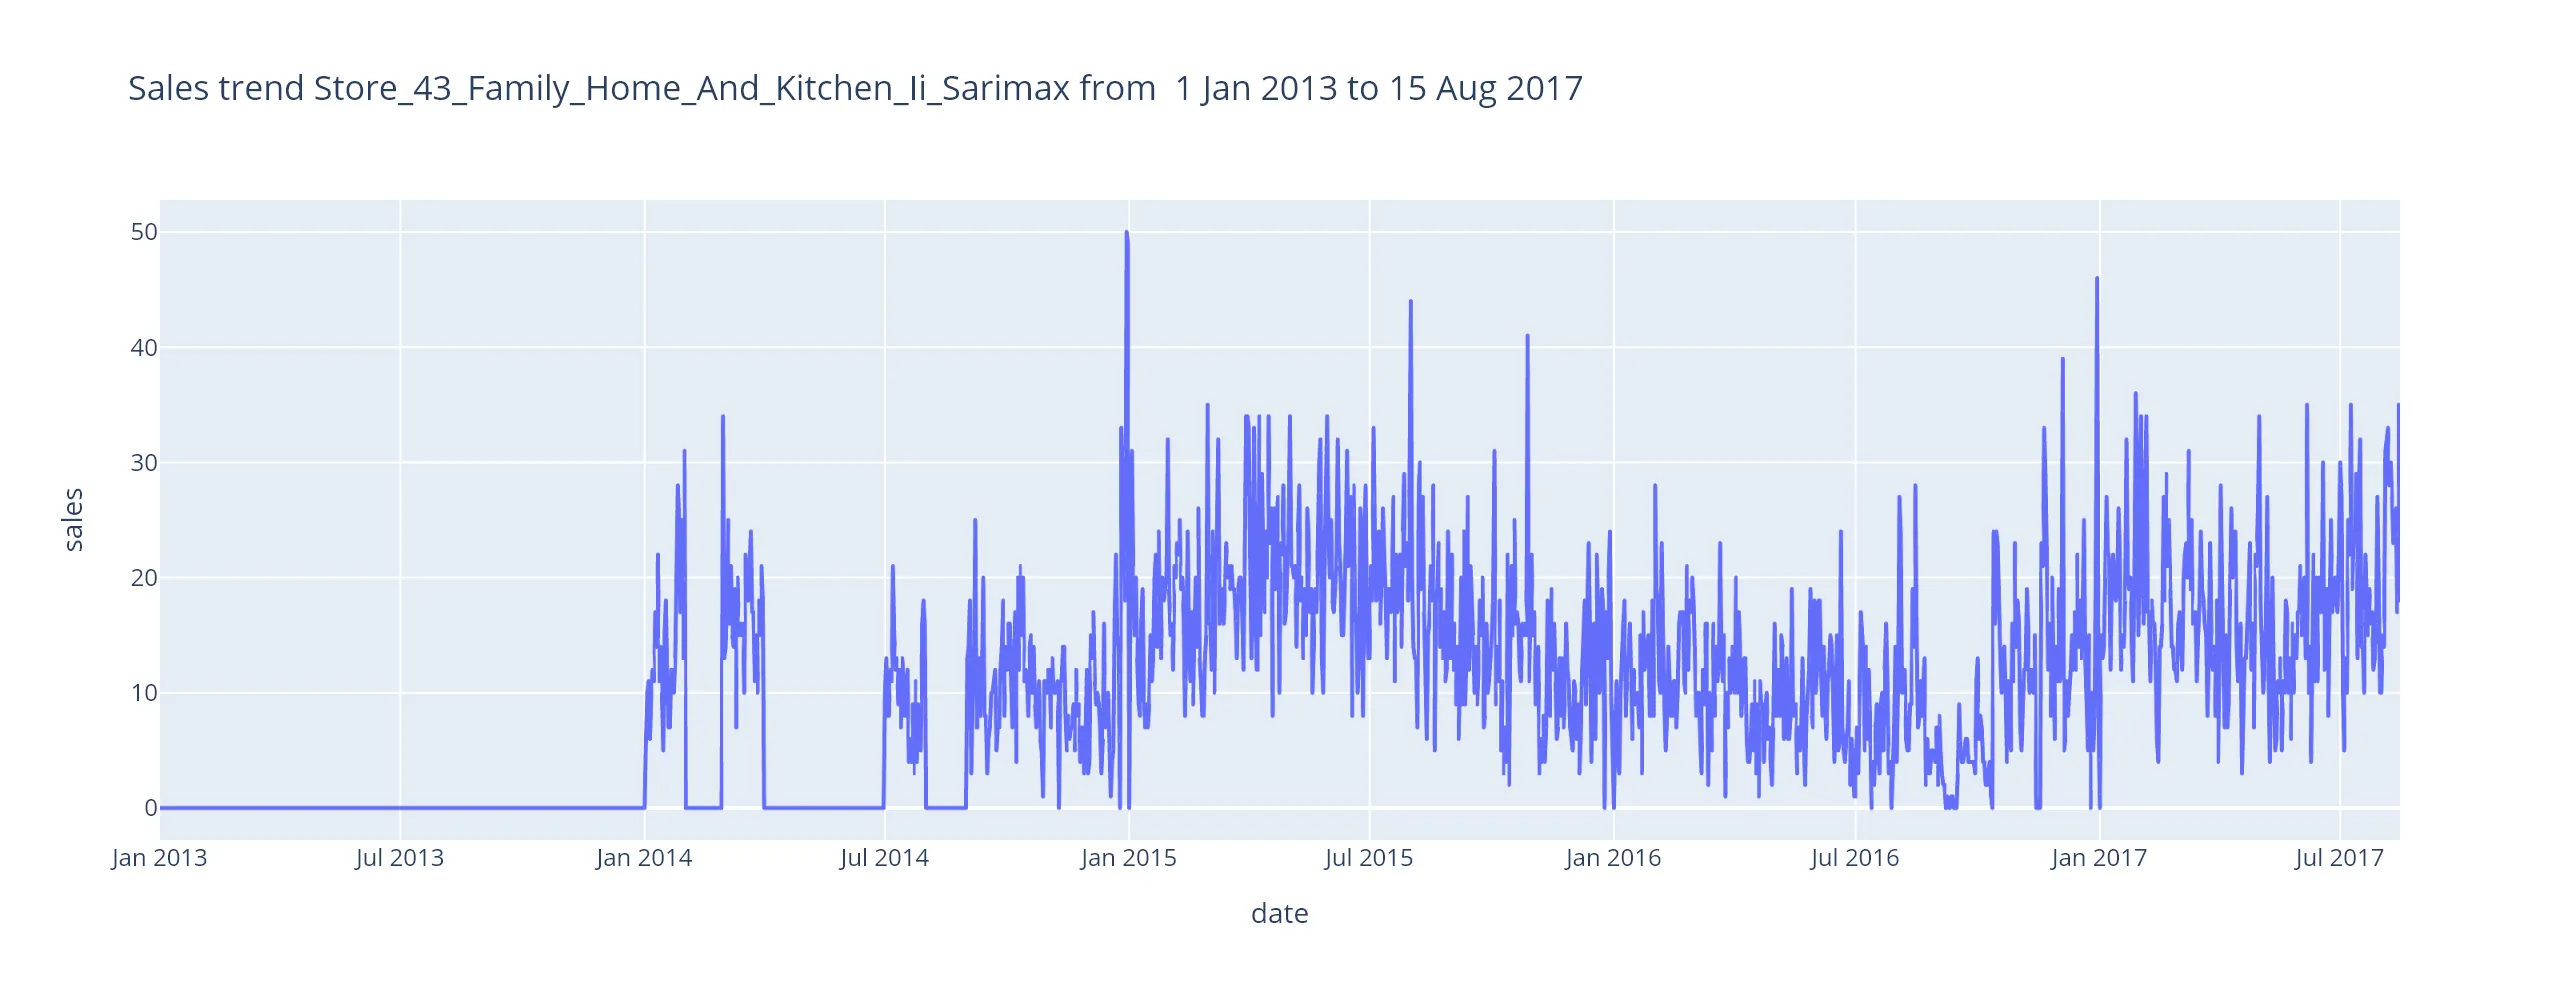 Sales trend Store_43_Family_Home_And_Kitchen_Ii_Sarimax from  1 Jan 2013 to 15 Aug 2017
50
40
30
20
10
0
sales
Jan 2013 Jul 2013 Jan 2014 Jul 2014 Jan 2015 Jul 2015 Jan 2016 Jul 2016 Jan 2017 Jul 2017
date